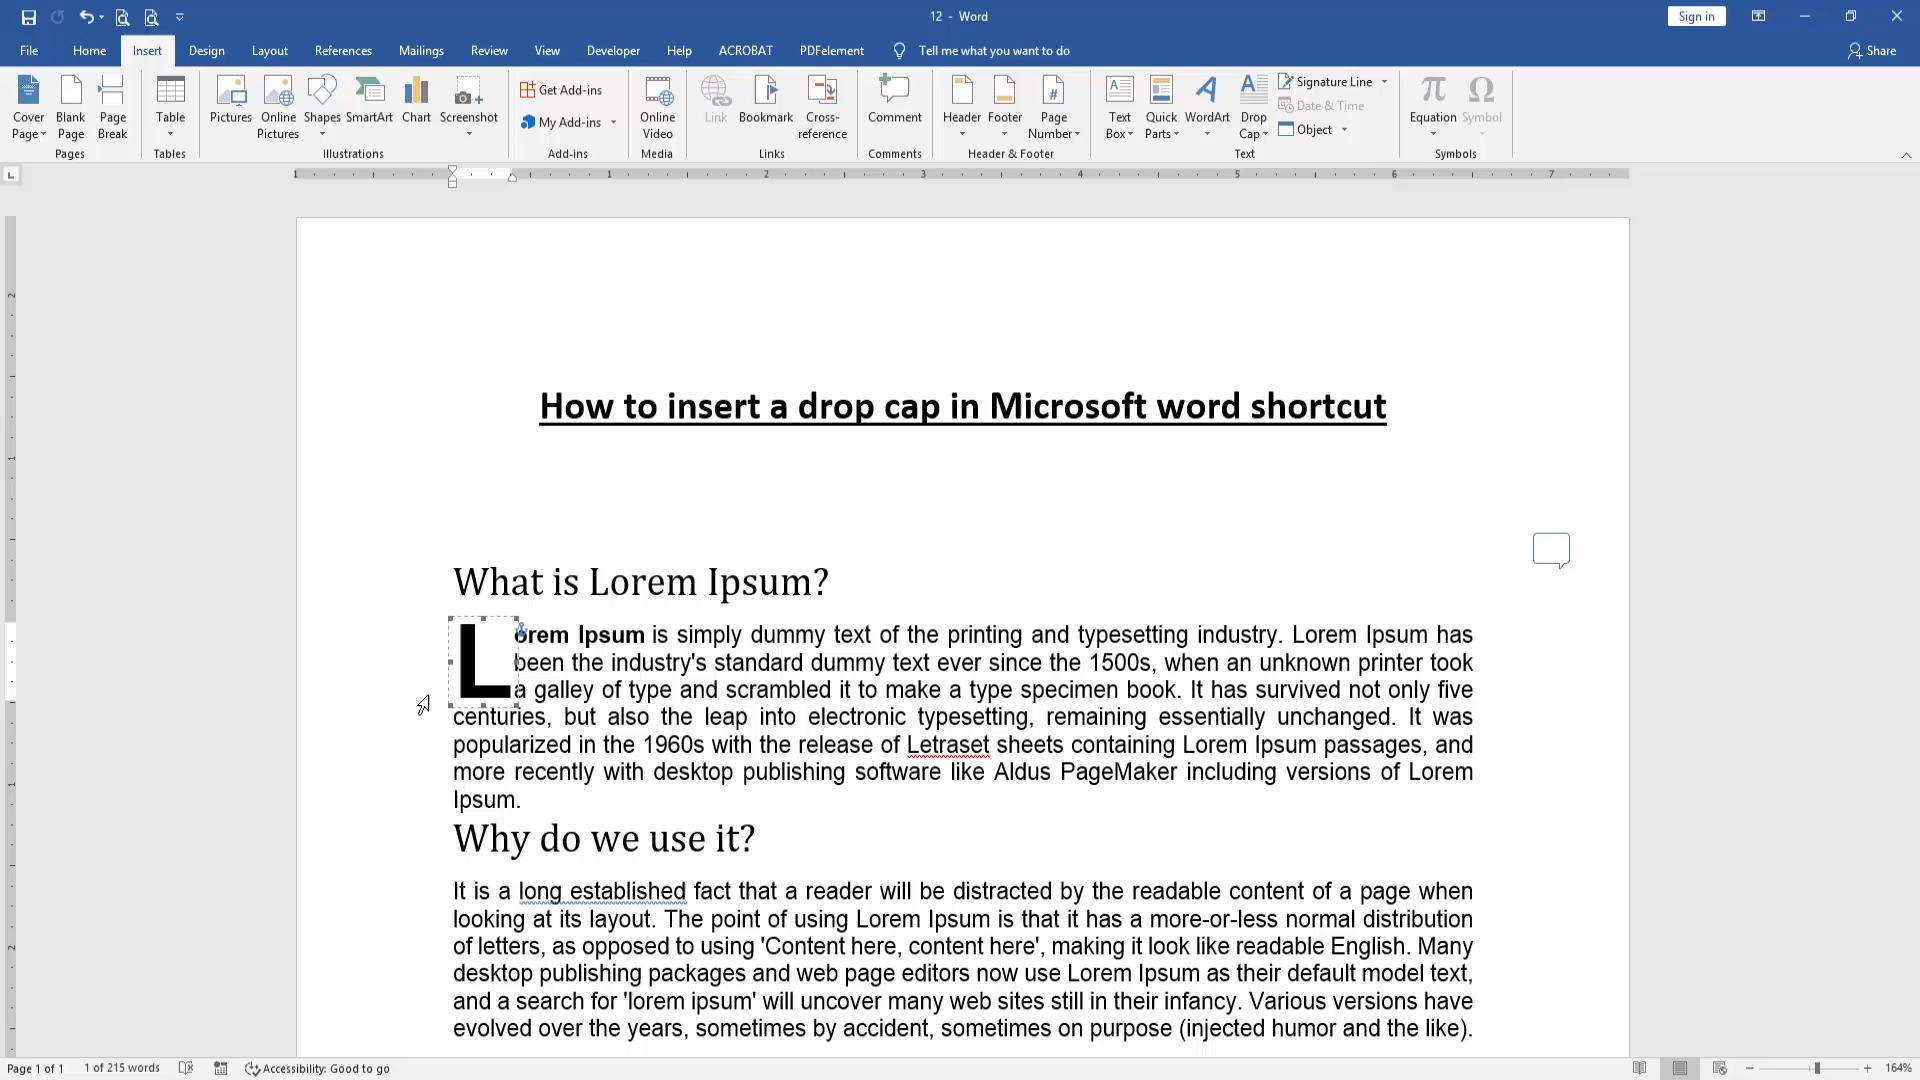 12 - Word
Sign in
File Home Insert Design Layout References Mailings Review View Developer Help ACROBAT PDFelement Tell me what you want to do Share
Cover Page
Blank Page
Page Break
Pages
Table
Tables
Pictures
Online Pictures
Shapes
SmartArt
Chart
Screenshot
Illustrations
Get Add-ins
My Add-ins
Add-ins
Online Video
Media
Link
Bookmark
Cross-reference
Links
Comment
Comments
Header
Footer
Page Number
Header & Footer
Text Box
Quick Parts
WordArt
Drop Cap
Signature Line
Date & Time
Object
Text
Equation
Symbol
Symbols
1 1 2 3 4 5 6 7
2
1
1
2
How to insert a drop cap in Microsoft word shortcut
What is Lorem Ipsum?
Lorem Ipsum is simply dummy text of the printing and typesetting industry. Lorem Ipsum has
been the industry's standard dummy text ever since the 1500s, when an unknown printer took
a galley of type and scrambled it to make a type specimen book. It has survived not only five
centuries, but also the leap into electronic typesetting, remaining essentially unchanged. It was
popularized in the 1960s with the release of Letraset sheets containing Lorem Ipsum passages, and
more recently with desktop publishing software like Aldus PageMaker including versions of Lorem
Ipsum.
Why do we use it?
It is a long established fact that a reader will be distracted by the readable content of a page when
looking at its layout. The point of using Lorem Ipsum is that it has a more-or-less normal distribution
of letters, as opposed to using 'Content here, content here', making it look like readable English. Many
desktop publishing packages and web page editors now use Lorem Ipsum as their default model text,
and a search for 'lorem ipsum' will uncover many web sites still in their infancy. Various versions have
evolved over the years, sometimes by accident, sometimes on purpose (injected humor and the like).
Page 1 of 1 1 of 215 words Accessibility: Good to go 164%